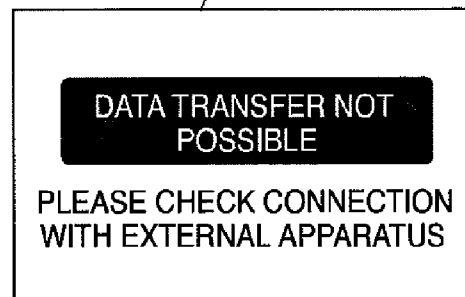 DATA TRANSFER NOT
POSSIBLE
PLEASE CHECK CONNECTION
WITH EXTERNAL APPARATUS